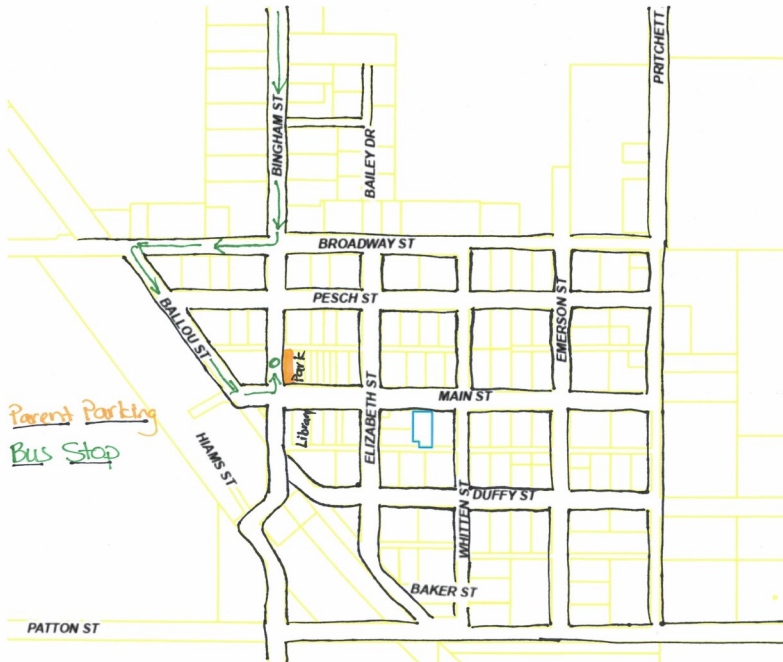 PRITCHETT
BINGHAM ST
BAILEY DR
BROADWAY ST
PESCH ST
EMERSON ST
BALLOU ST
Park
MAIN ST
ELIZABETH ST
Parent Parking
Library
Bus Stop
HIAMS ST
DUFFY ST
WHITTEN ST
BAKER ST
PATTON ST